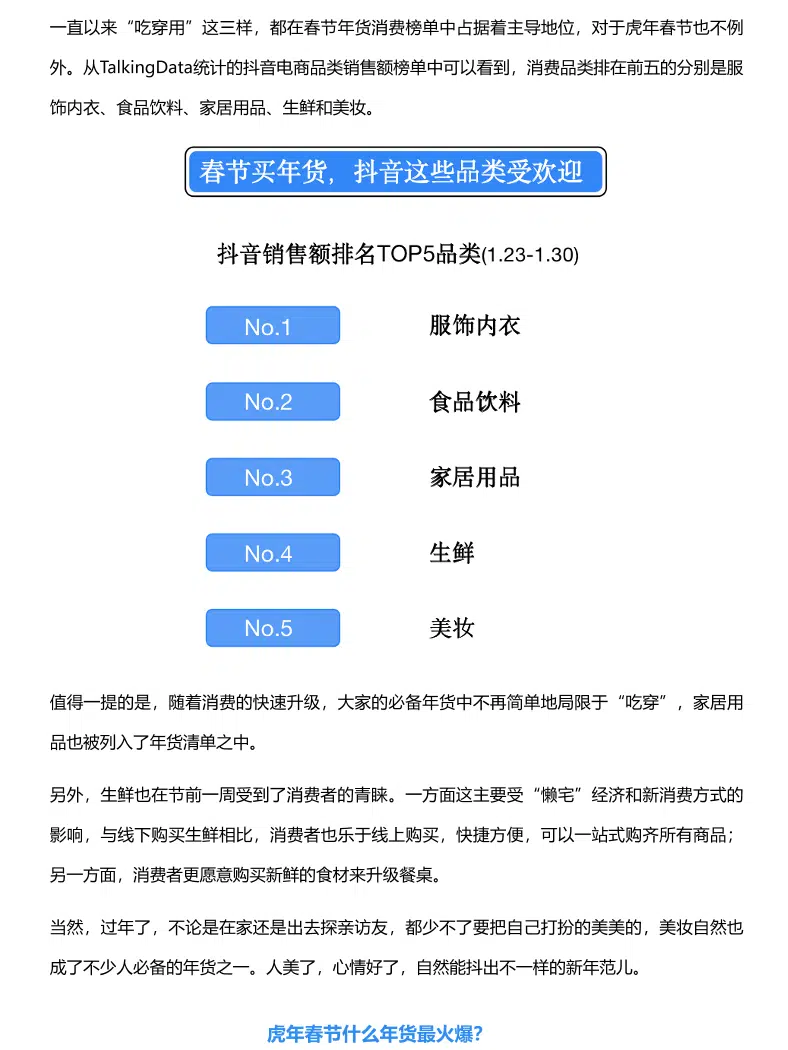 一直以来“吃穿用”这三样，都在春节年货消费榜单中占据着主导地位，对于虎年春节也不例
外。从TalkingData统计的抖音电商品类销售额榜单中可以看到，消费品类排在前五的分别是服
饰内衣、食品饮料、家居用品、生鲜和美妆。
春节买年货，抖音这些品类受欢迎
抖音销售额排名TOP5品类(1.23-1.30)
No.1 服饰内衣
No.2 食品饮料
No.3 家居用品
No.4 生鲜
No.5 美妆
值得一提的是，随着消费的快速升级，大家的必备年货中不再简单地局限于“吃穿”，家居用
品也被列入了年货清单之中。
另外，生鲜也在节前一周受到了消费者的青睐。一方面这主要受“懒宅”经济和新消费方式的
影响，与线下购买生鲜相比，消费者也乐于线上购买，快捷方便，可以一站式购齐所有商品；
另一方面，消费者更愿意购买新鲜的食材来升级餐桌。
当然，过年了，不论是在家还是出去探亲访友，都少不了要把自己打扮的美美的，美妆自然也
成了不少人必备的年货之一。人美了，心情好了，自然能抖出不一样的新年范儿。
虎年春节什么年货最火爆？